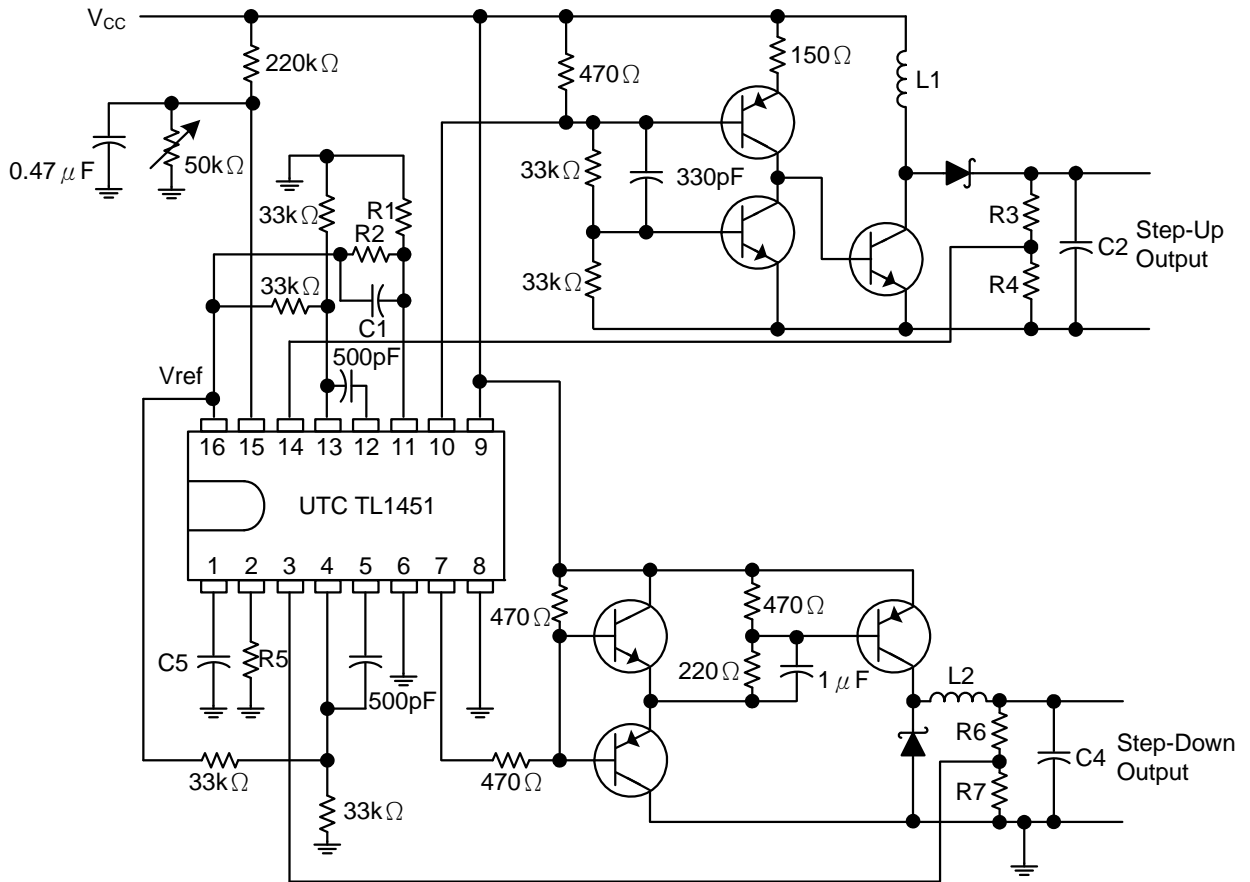 VCC
220kΩ
470Ω
150Ω
L1
0.47μF
50kΩ
33kΩ
330pF
33kΩ
R1
R2
R3
C2
Step-Up
Output
33kΩ
33kΩ
R4
C1
500pF
Vref
16 15 14 13 12 11 10 9
UTC TL1451
1 2 3 4 5 6 7 8
470Ω
470Ω
C5
R5
500pF
220Ω
1μF
L2
R6
C4
Step-Down
Output
33kΩ
470Ω
R7
33kΩ